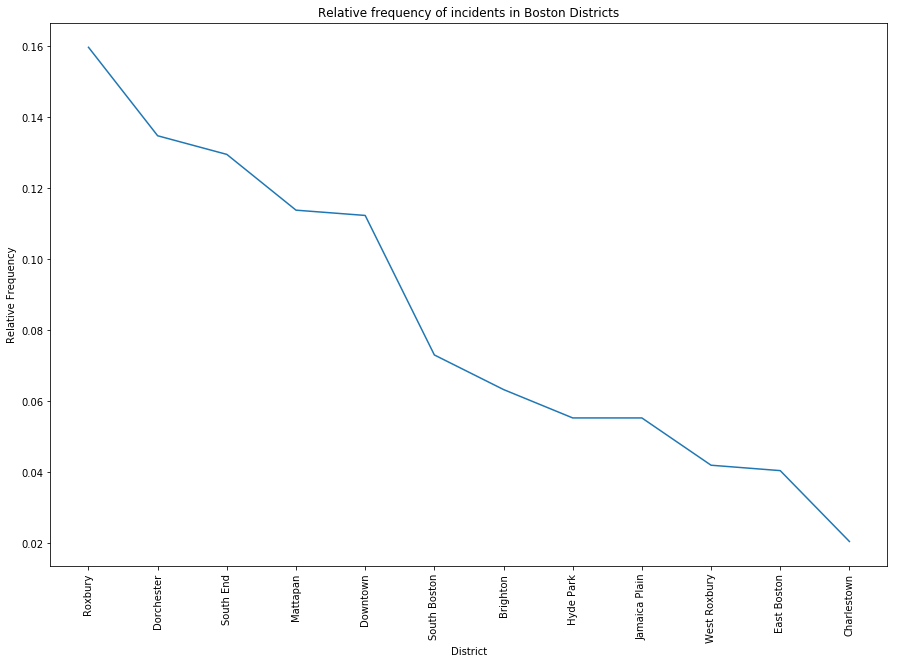 Relative frequency of incidents in Boston Districts
Relative Frequency
0.16
0.14
0.12
0.10
0.08
0.06
0.04
0.02
Roxbury
Dorchester
South End
Mattapan
Downtown
South Boston
Brighton
Hyde Park
Jamaica Plain
West Roxbury
East Boston
Charlestown
District